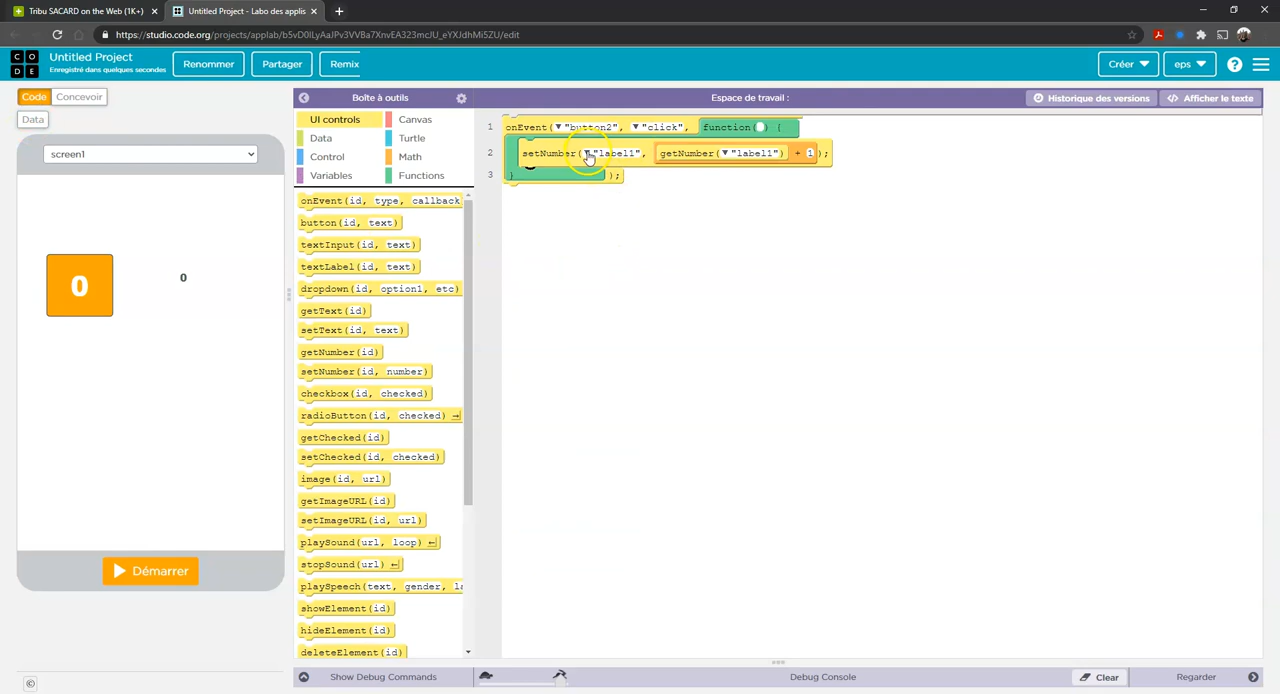 Tribu SACARD on the Web (1K+)
Untitled Project - Labo des applis
https://studio.code.org/projects/applab/b5vD0lLyAaJPv3VVBa7XnvEA323mcJU_eYXJdhMi5ZU/edit
CODE
Untitled Project
Enregistré dans quelques secondes
Renommer
Partager
Remix
Créer
eps
Code
Concevoir
Data
Boîte à outils
Espace de travail :
Historique des versions
Afficher le texte
screen1
0
0
Démarrer
UI controls
Canvas
Data
Turtle
Control
Math
Variables
Functions
onEvent(id, type, callback
button(id, text)
textInput(id, text)
textLabel(id, text)
dropdown(id, option1, etc)
getText(id)
setText(id, text)
getNumber(id)
setNumber(id, number)
checkbox(id, checked)
radioButton(id, checked)
getChecked(id)
setChecked(id, checked)
image(id, url)
getImageURL(id)
setImageURL(id, url)
playSound(url, loop)
stopSound(url)
playSpeech(text, gender, la
showElement(id)
hideElement(id)
deleteElement(id)
1 onEvent("button2", "click", function() {
2 setNumber("label1", getNumber("label1") + 1);
3 } );
Show Debug Commands
Debug Console
Clear
Regarder